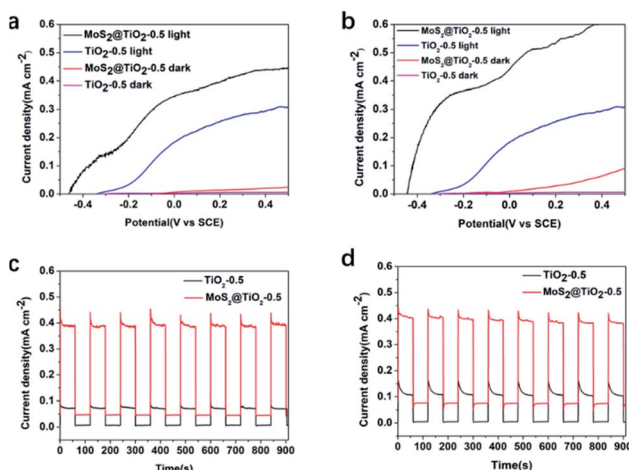 a
MoS2@TiO2-0.5 light
TiO2-0.5 light
MoS2@TiO2-0.5 dark
TiO2-0.5 dark
Current density(mA cm-2)
0.6
0.5
0.4
0.3
0.2
0.1
0.0
-0.4 -0.2 0.0 0.2 0.4
Potential(V vs SCE)
b
MoS2@TiO2-0.5 light
TiO2-0.5 light
MoS2@TiO2-0.5 dark
TiO2-0.5 dark
Current density(mA cm-2)
0.6
0.5
0.4
0.3
0.2
0.1
0.0
-0.4 -0.2 0.0 0.2 0.4
Potential(V vs SCE)
c
TiO2-0.5
MoS2@TiO2-0.5
Current density(mA cm-2)
0.6
0.5
0.4
0.3
0.2
0.1
0.0
0 100 200 300 400 500 600 700 800 900
Time(s)
d
TiO2-0.5
MoS2@TiO2-0.5
Current density(mA cm-2)
0.6
0.5
0.4
0.3
0.2
0.1
0.0
0 100 200 300 400 500 600 700 800 900
Time(s)